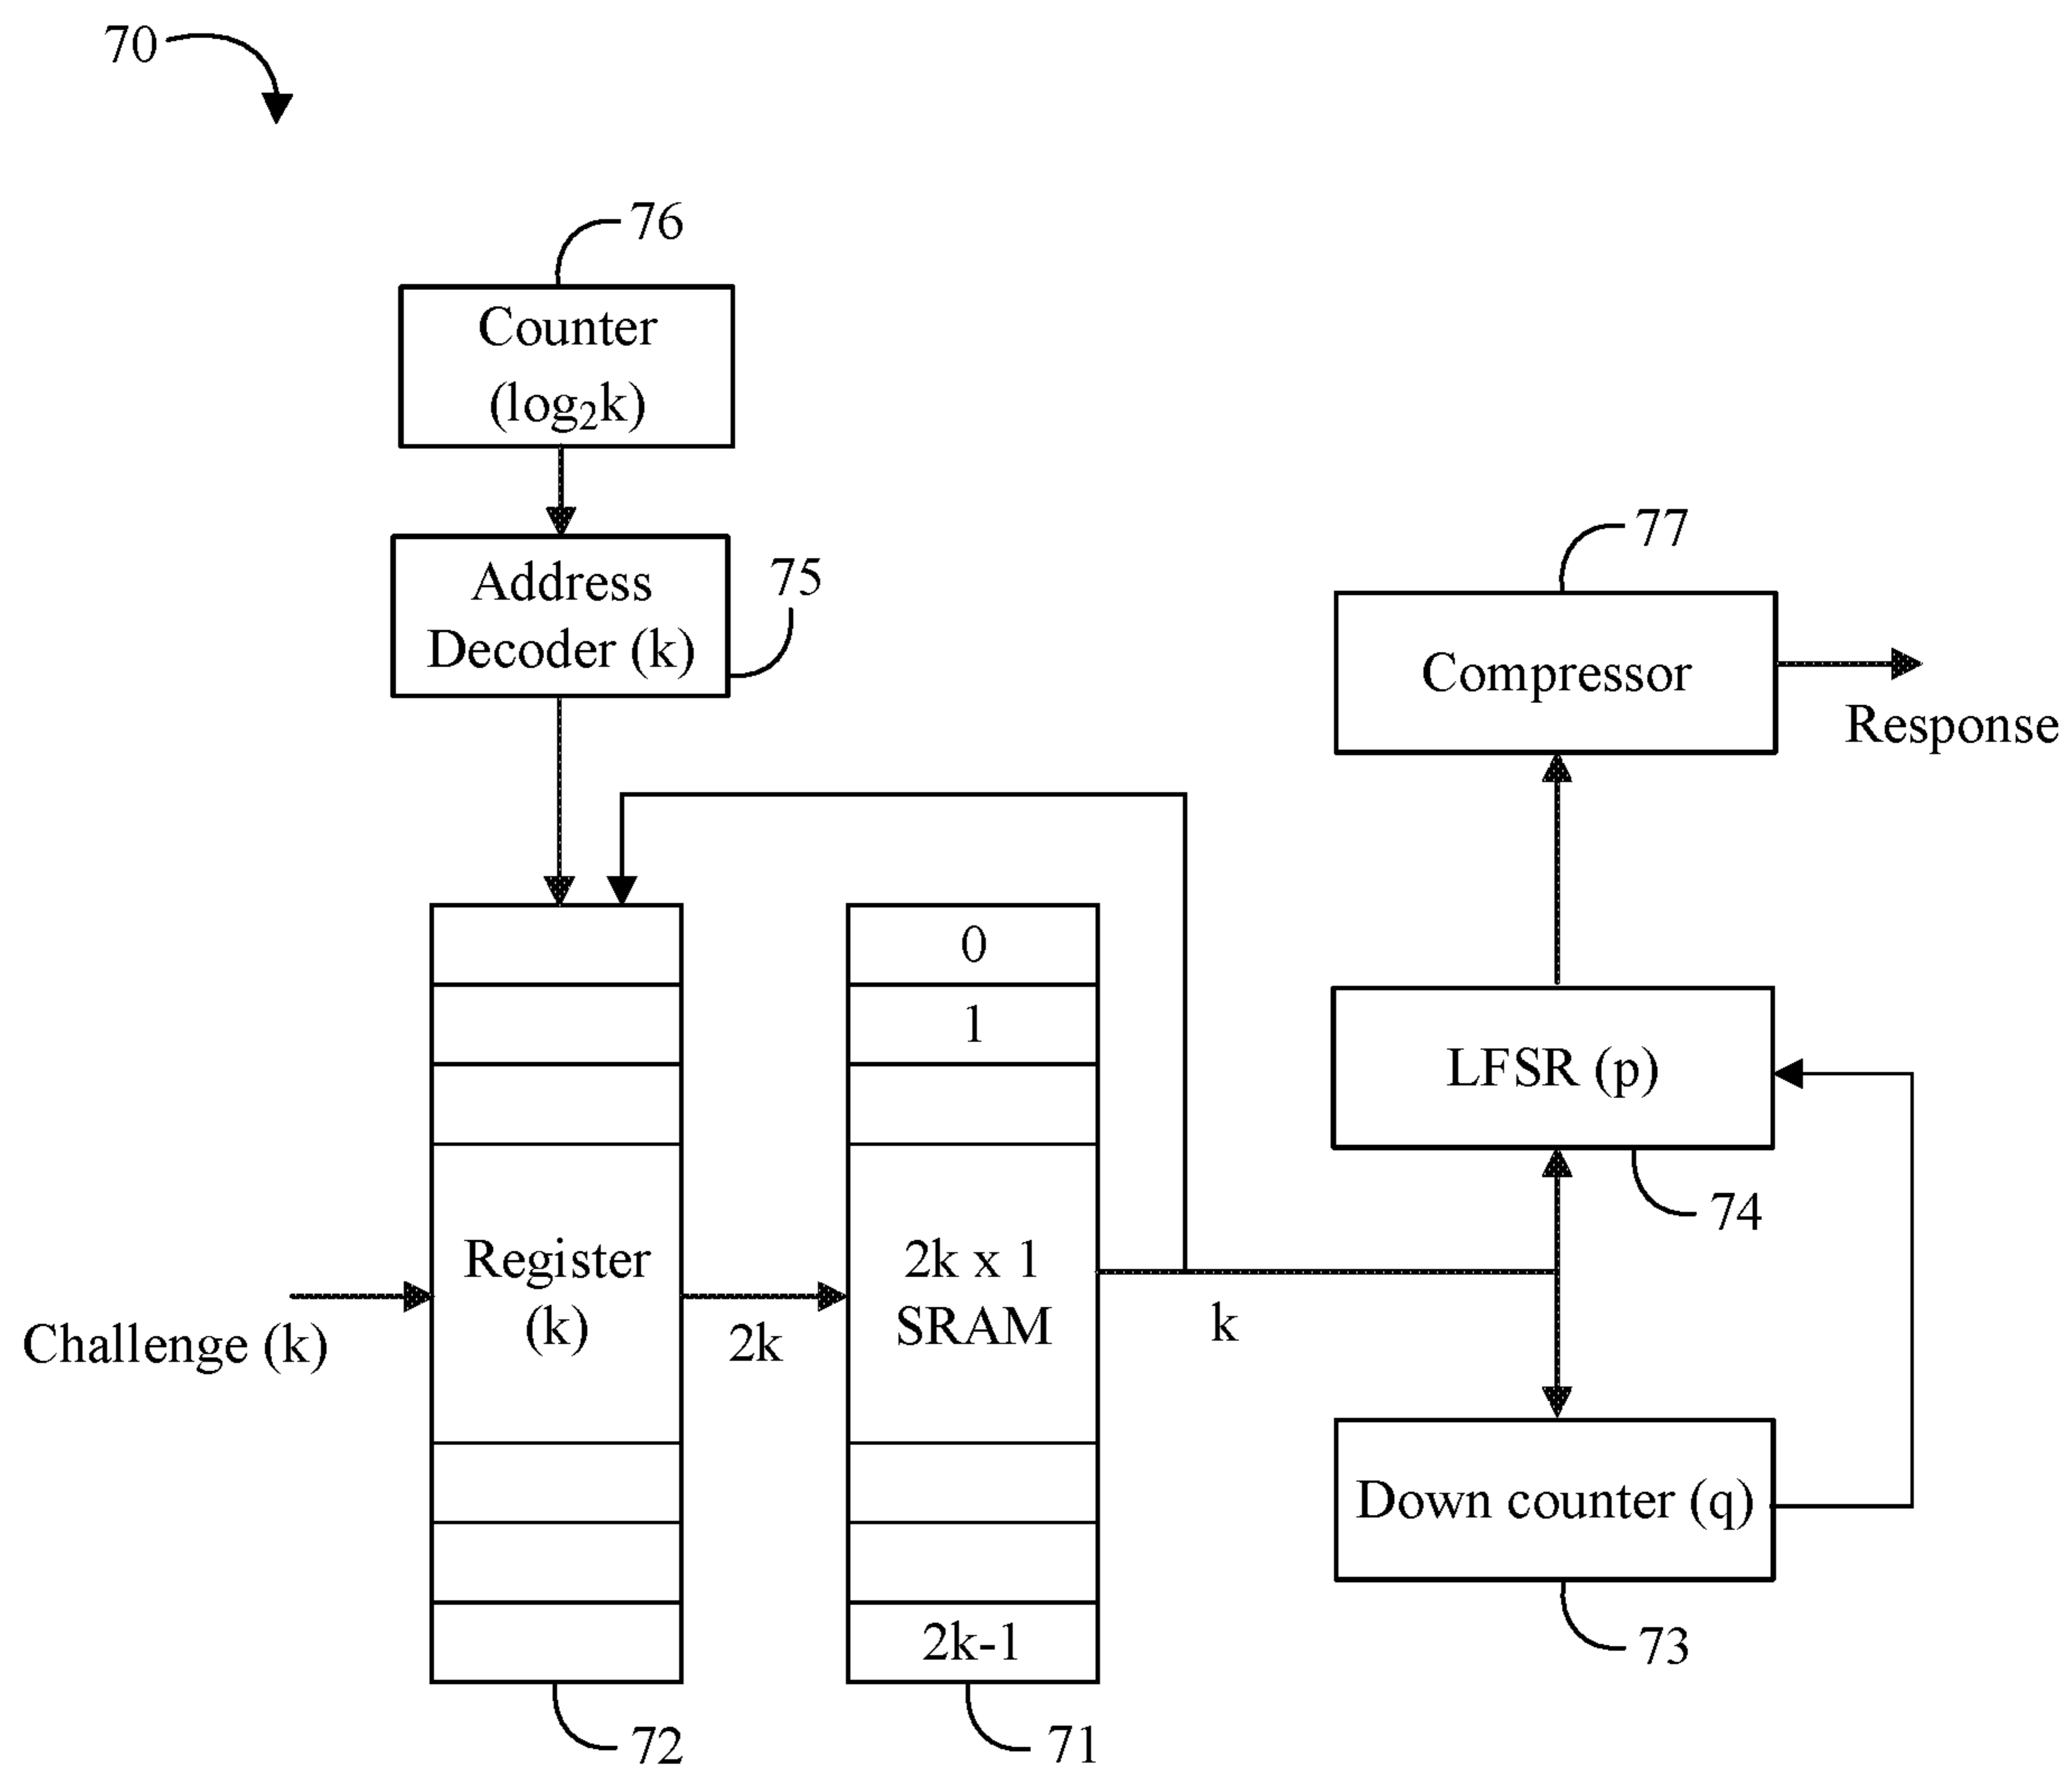 70
76
Counter
(log₂k)
Address
Decoder (k)
75
77
Compressor
Response
0
1
LFSR (p)
74
Register
(k)
Challenge (k)
2k
2k x 1
SRAM
k
Down counter (q)
73
2k-1
72
71